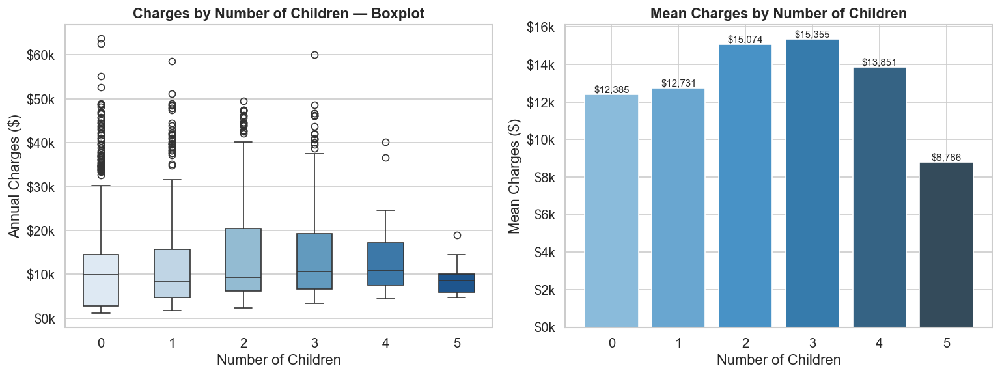 Charges by Number of Children — Boxplot
Annual Charges ($)
$60k
$50k
$40k
$30k
$20k
$10k
$0k
0 1 2 3 4 5
Number of Children
Mean Charges by Number of Children
Mean Charges ($)
$16k
$14k
$12k
$10k
$8k
$6k
$4k
$2k
$0k
$12,385
$12,731
$15,074
$15,355
$13,851
$8,786
0 1 2 3 4 5
Number of Children